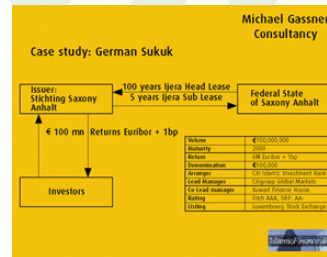 Michael Gassner
Consultancy
Case study: German Sukuk
Issuer:
Stichting Saxony
Anhalt
100 years Ijera Head Lease
5 years Ijera Sub Lease
Federal State
of Saxony Anhalt
€ 100 mn
Returns Euribor + 1bp
Investors
Volume €100,000,000
Maturity 2009
Return 6M Euribor + 1bp
Denomination €500,000
Arranger Citi Islamic Investment Bank
Lead Manager Citigroup Global Markets
Co-Lead manager Kuwait Finance House
Rating Fitch AAA, S&P: AA-
Listing Luxembourg Stock Exchange